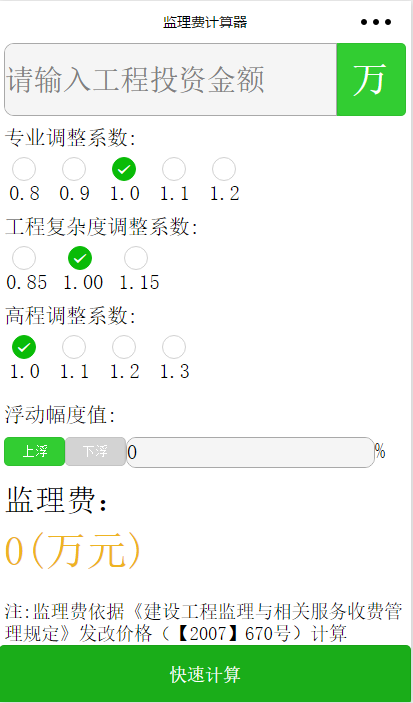 监理费计算器
请输入工程投资金额 万
专业调整系数:
0.8 0.9 1.0 1.1 1.2
工程复杂度调整系数:
0.85 1.00 1.15
高程调整系数:
1.0 1.1 1.2 1.3
浮动幅度值:
上浮 下浮 0 %
监理费:
0(万元)
注:监理费依据《建设工程监理与相关服务收费管
理规定》发改价格（【2007】670号）计算
快速计算